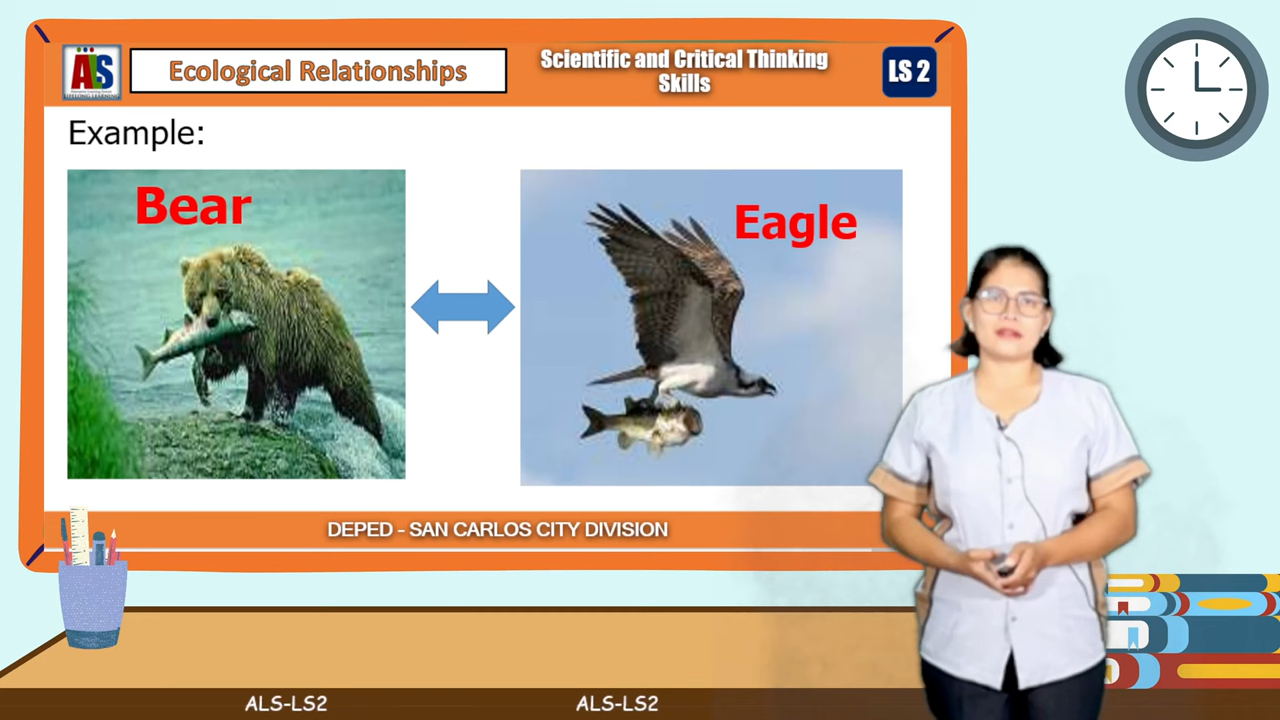 ALS
Ecological Relationships
Scientific and Critical Thinking
Skills
LS 2
Example:
Bear
Eagle
DEPED - SAN CARLOS CITY DIVISION
ALS-LS2
ALS-LS2